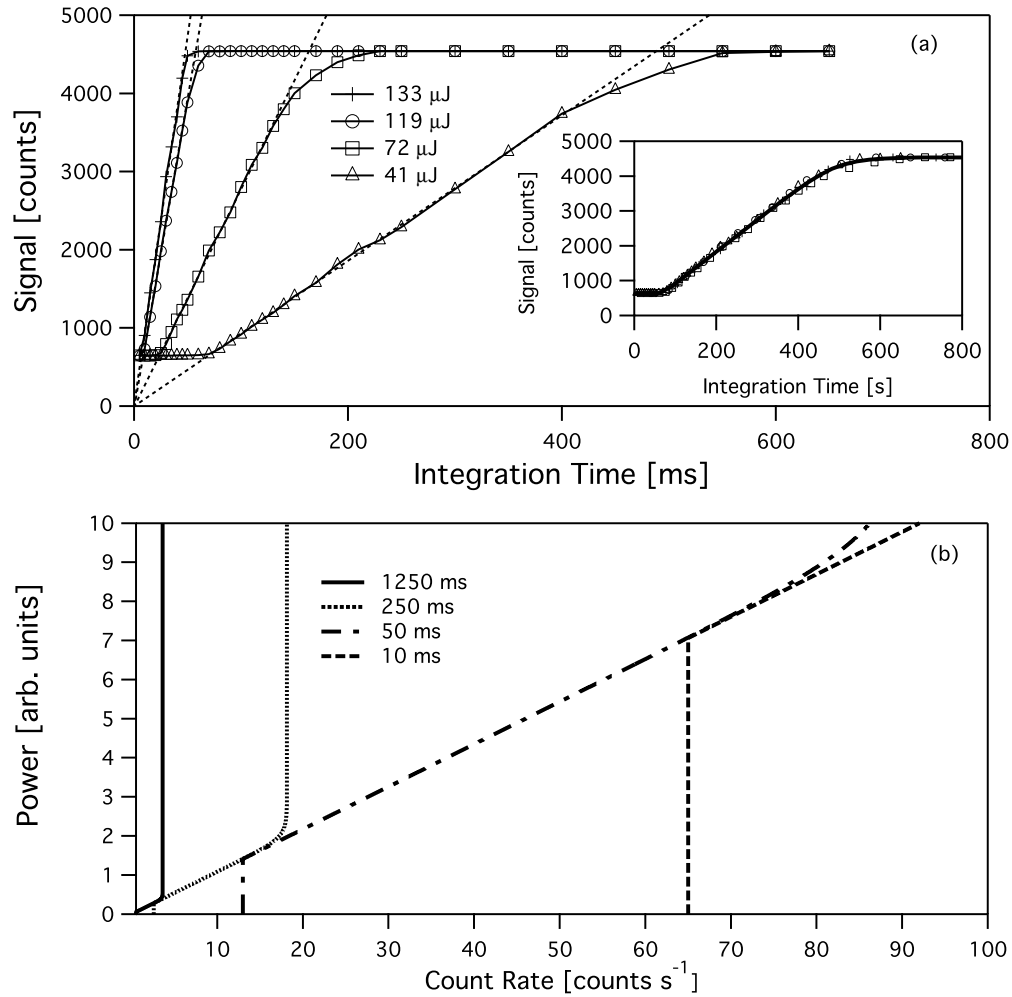 5000
4000
3000
2000
1000
0
Signal [counts]
(a)
133 µJ
119 µJ
72 µJ
41 µJ
0
200
400
600
800
Integration Time [ms]
5000
4000
3000
2000
1000
0
Signal [counts]
0
200
400
600
800
Integration Time [s]
10
9
8
7
6
5
4
3
2
1
0
Power [arb. units]
(b)
1250 ms
250 ms
50 ms
10 ms
10
20
30
40
50
60
70
80
90
100
Count Rate [counts s⁻¹]